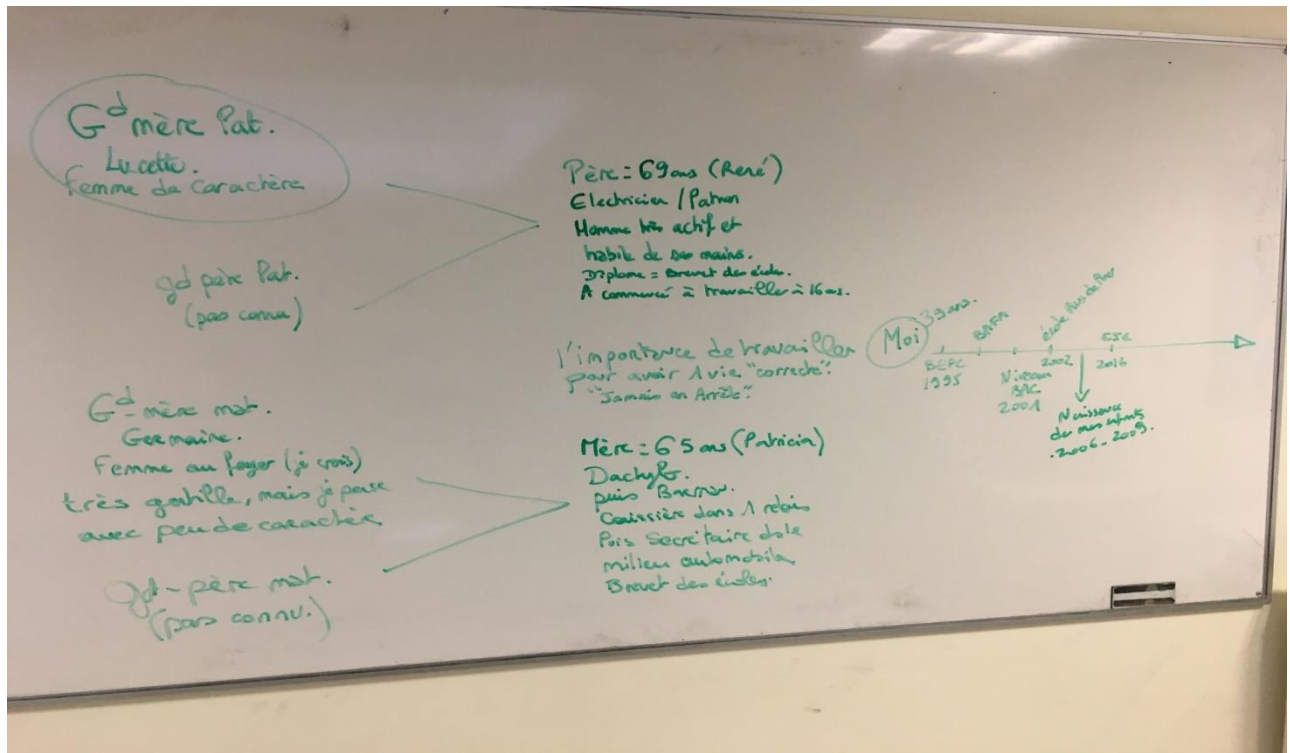 Gd mère Pat.
Lucette.
Femme de Caractère
gd père Pat.
(pas connu)
Gd-mère mat.
Germaine.
Femme au foyer (je crois)
très gentille, mais je pense
avec peu de caractère
gd-père mat.
(pas connu.)
Père = 69 ans (René)
Electricien / Patron
Homme très actif et
habile de ses mains.
Diplome = Brevet des écoles.
A commencé à travailler à 16 ans.
l'importance de travailler
pour avoir 1 vie "correcte".
"Jamais on Arrête".
Mère = 65 ans (Patricia)
Dactylo.
puis
Caissière dans 1 relais
Puis Secrétaire ds le
milieu automobile
Brevet des écoles.
Moi 39 ans.
BEPC
1995
BAFA
Niveau
BAC
2001
école
2002
Naissance
de mes enfants
.2006-2009.
2016